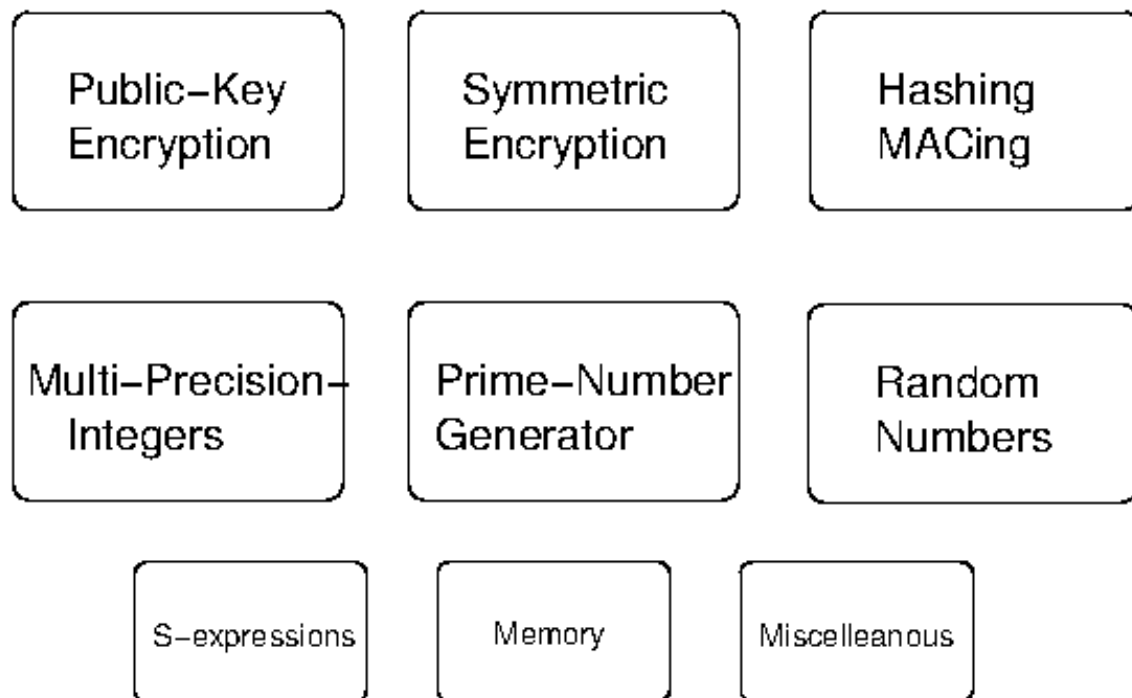 Public–Key
Encryption
Symmetric
Encryption
Hashing
MACing
Multi–Precision–
Integers
Prime–Number
Generator
Random
Numbers
S–expressions
Memory
Miscelleanous